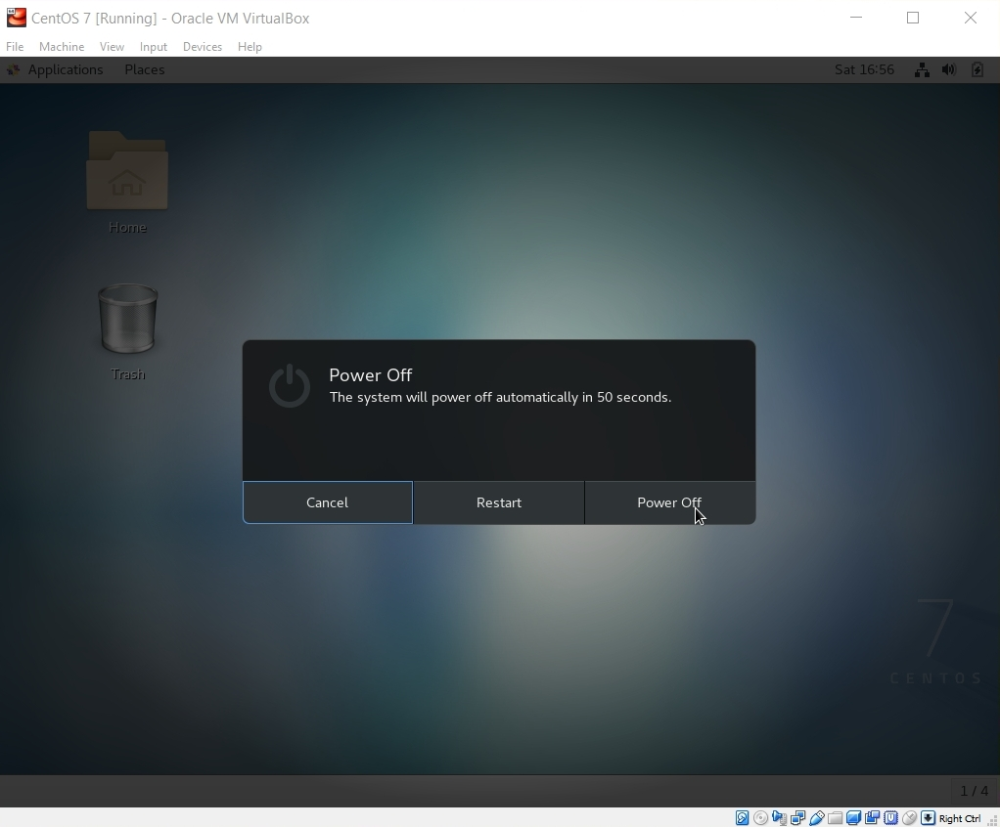 CentOS 7 [Running] - Oracle VM VirtualBox
File Machine View Input Devices Help
Applications Places Sat 16:56
Home
Trash
Power Off
The system will power off automatically in 50 seconds.
Cancel Restart Power Off
7
CENTOS
1 / 4
Right Ctrl